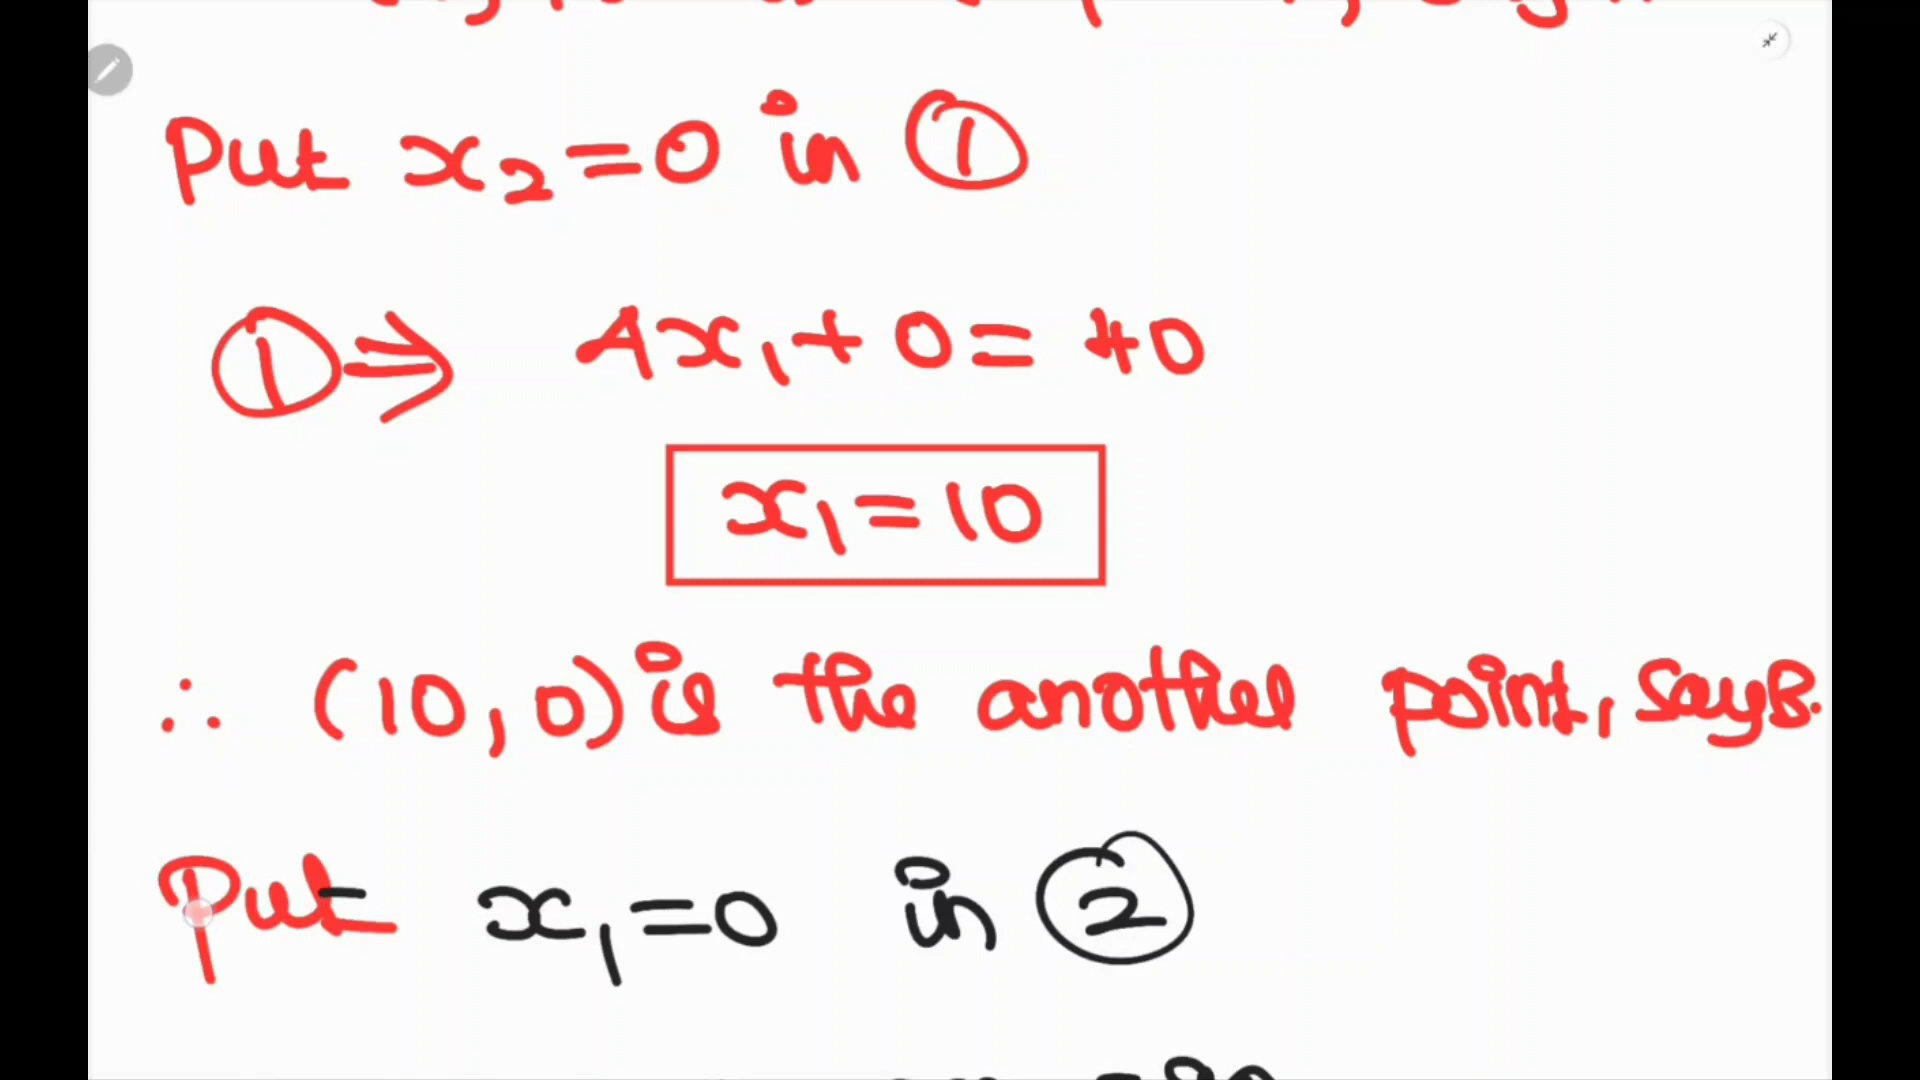 Put x₂=0 in ①
① ⇒ 4x₁+0=40
x₁=10
∴ (10,0) is the another point, say B.
Put x₁=0 in ②